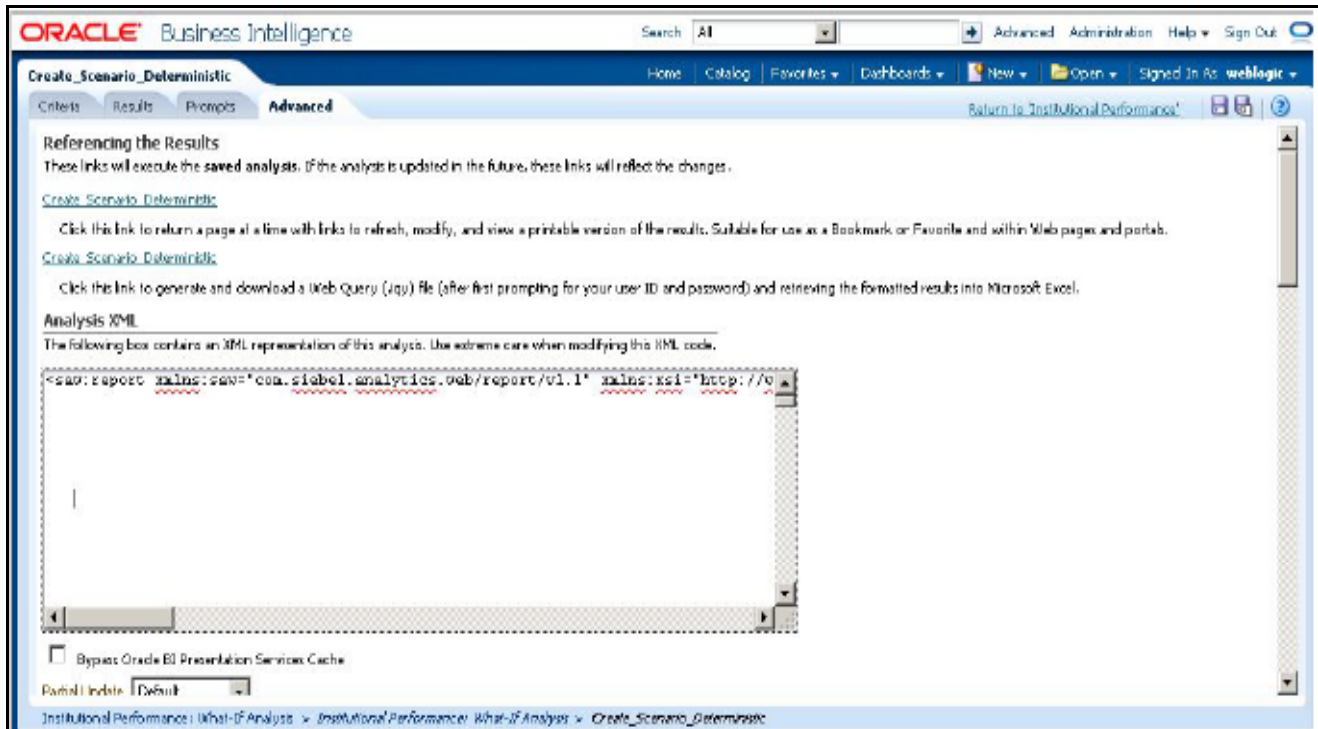 ORACLE Business Intelligence Search All Advanced Administration Help Sign Out
Create_Scenario_Deterministic Home Catalog Favorites Dashboards New Open Signed In As weblogic
Criteria Results Prompts Advanced Return to 'Institutional Performance'
Referencing the Results
These links will execute the saved analysis. If the analysis is updated in the future, these links will reflect the changes.
Create_Scenario_Deterministic
Click this link to return a page at a time with links to refresh, modify, and view a printable version of the results. Suitable for use as a Bookmark or Favorite and within Web pages and portals.
Create_Scenario_Deterministic
Click this link to generate and download a Web Query (.iqy) file (after first prompting for your user ID and password) and retrieving the formatted results into Microsoft Excel.
Analysis XML
The following box contains an XML representation of this analysis. Use extreme care when modifying this XML code.
<saw:report xmlns:saw="com.siebel.analytics.web/report/v1.1" xmlns:xsi="http://w
Bypass Oracle BI Presentation Services Cache
Partial Update Default
Institutional Performance: What-If Analysis > Institutional Performance: What-If Analysis > Create_Scenario_Deterministic